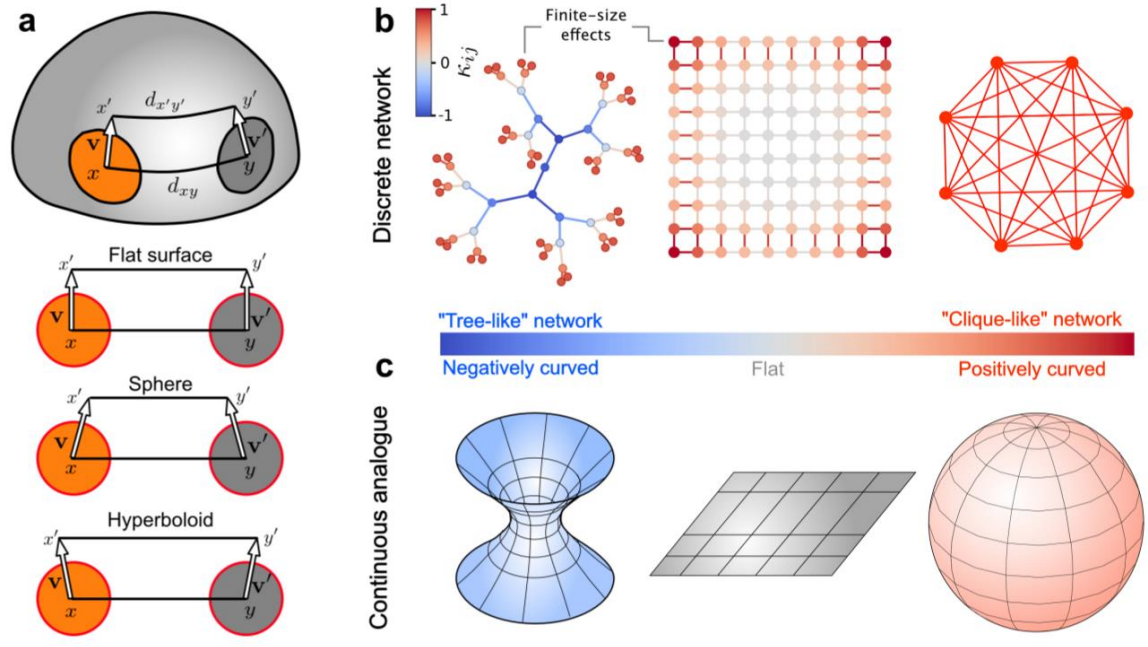 a
x′
d_{x′y′}
y′
v
v′
x
d_{xy}
y
Flat surface
x′
y′
v
v′
x
y
Sphere
x′
y′
v
v′
x
y
Hyperboloid
x′
y′
v
v′
x
y
b
Discrete network
1
0
-1
κ_{ij}
Finite-size
effects
"Tree-like" network
"Clique-like" network
c
Negatively curved
Flat
Positively curved
Continuous analogue